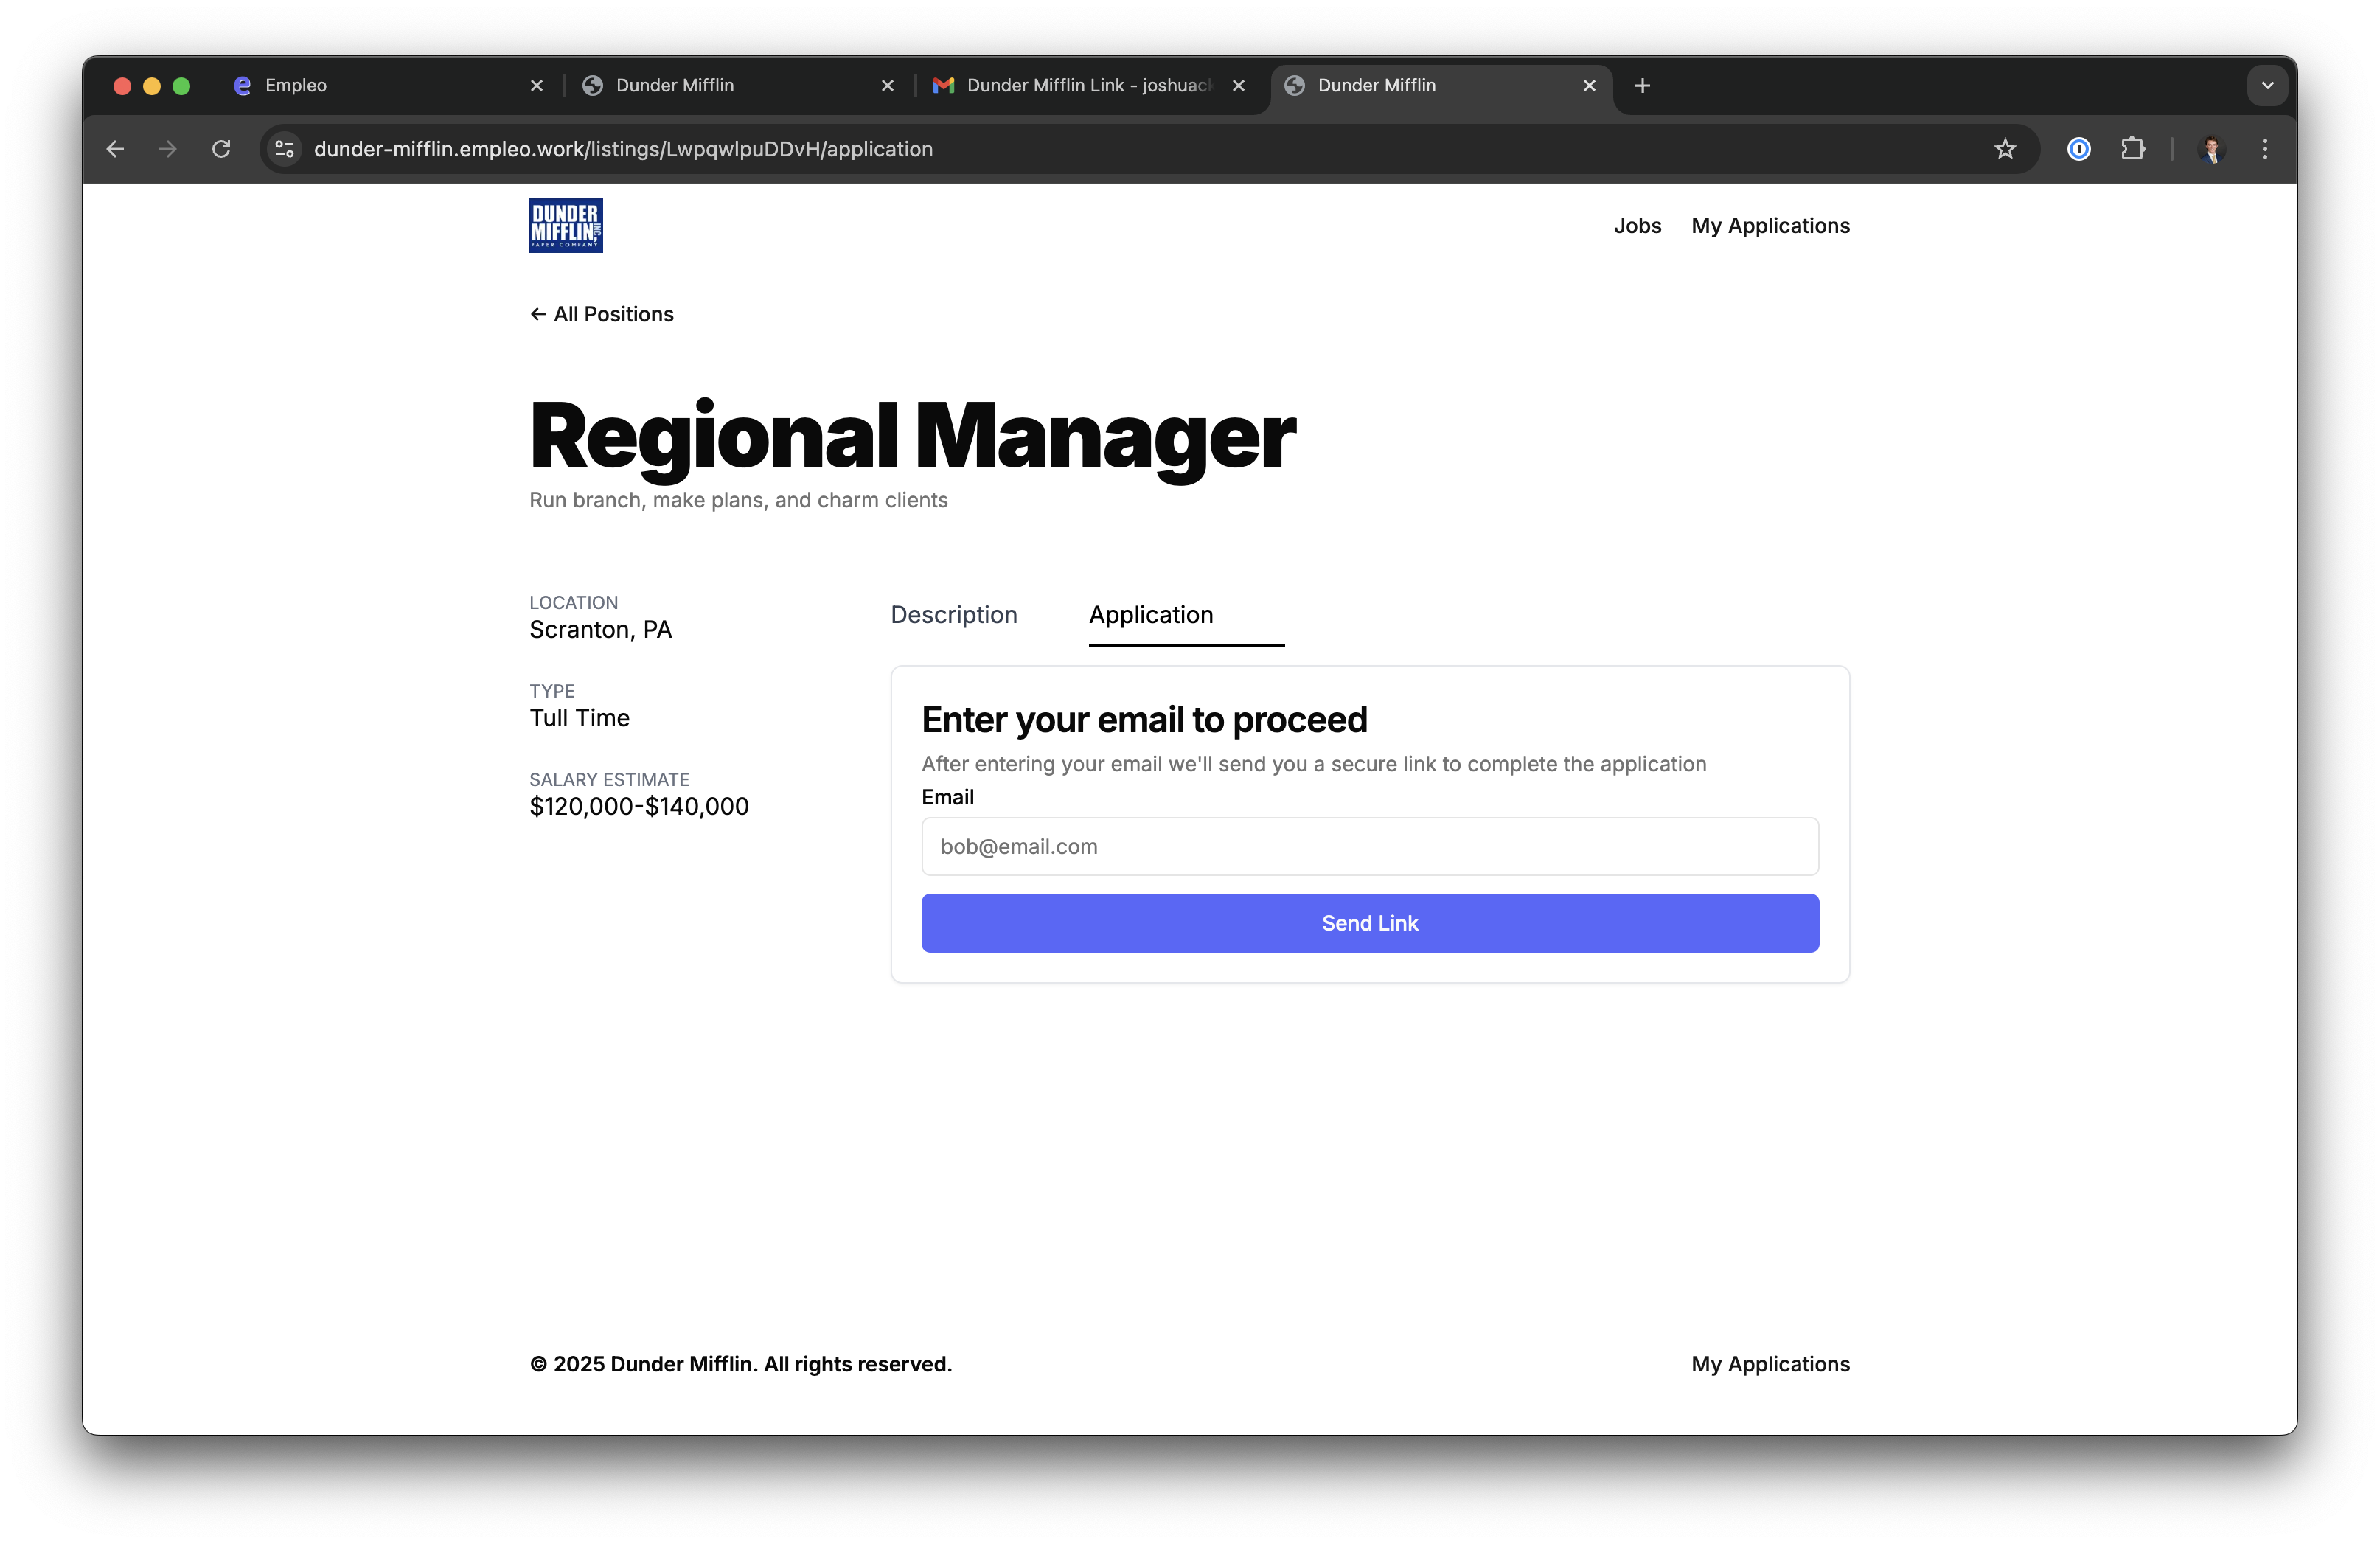 Empleo
Dunder Mifflin
Dunder Mifflin Link - joshuack
Dunder Mifflin
dunder-mifflin.empleo.work/listings/LwpqwlpuDDvH/application
DUNDER
MIFFLIN, INC
PAPER COMPANY
Jobs
My Applications
← All Positions
Regional Manager
Run branch, make plans, and charm clients
LOCATION
Scranton, PA
TYPE
Tull Time
SALARY ESTIMATE
$120,000-$140,000
Description
Application
Enter your email to proceed
After entering your email we'll send you a secure link to complete the application
Email
bob@email.com
Send Link
© 2025 Dunder Mifflin. All rights reserved.
My Applications